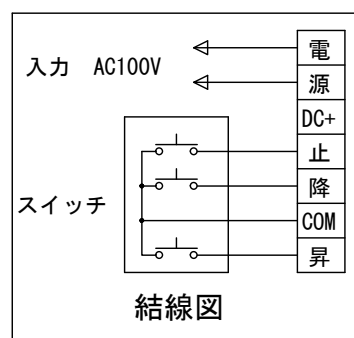 電
入力 AC100V
源
DC+
止
降
スイッチ
COM
昇
結線図